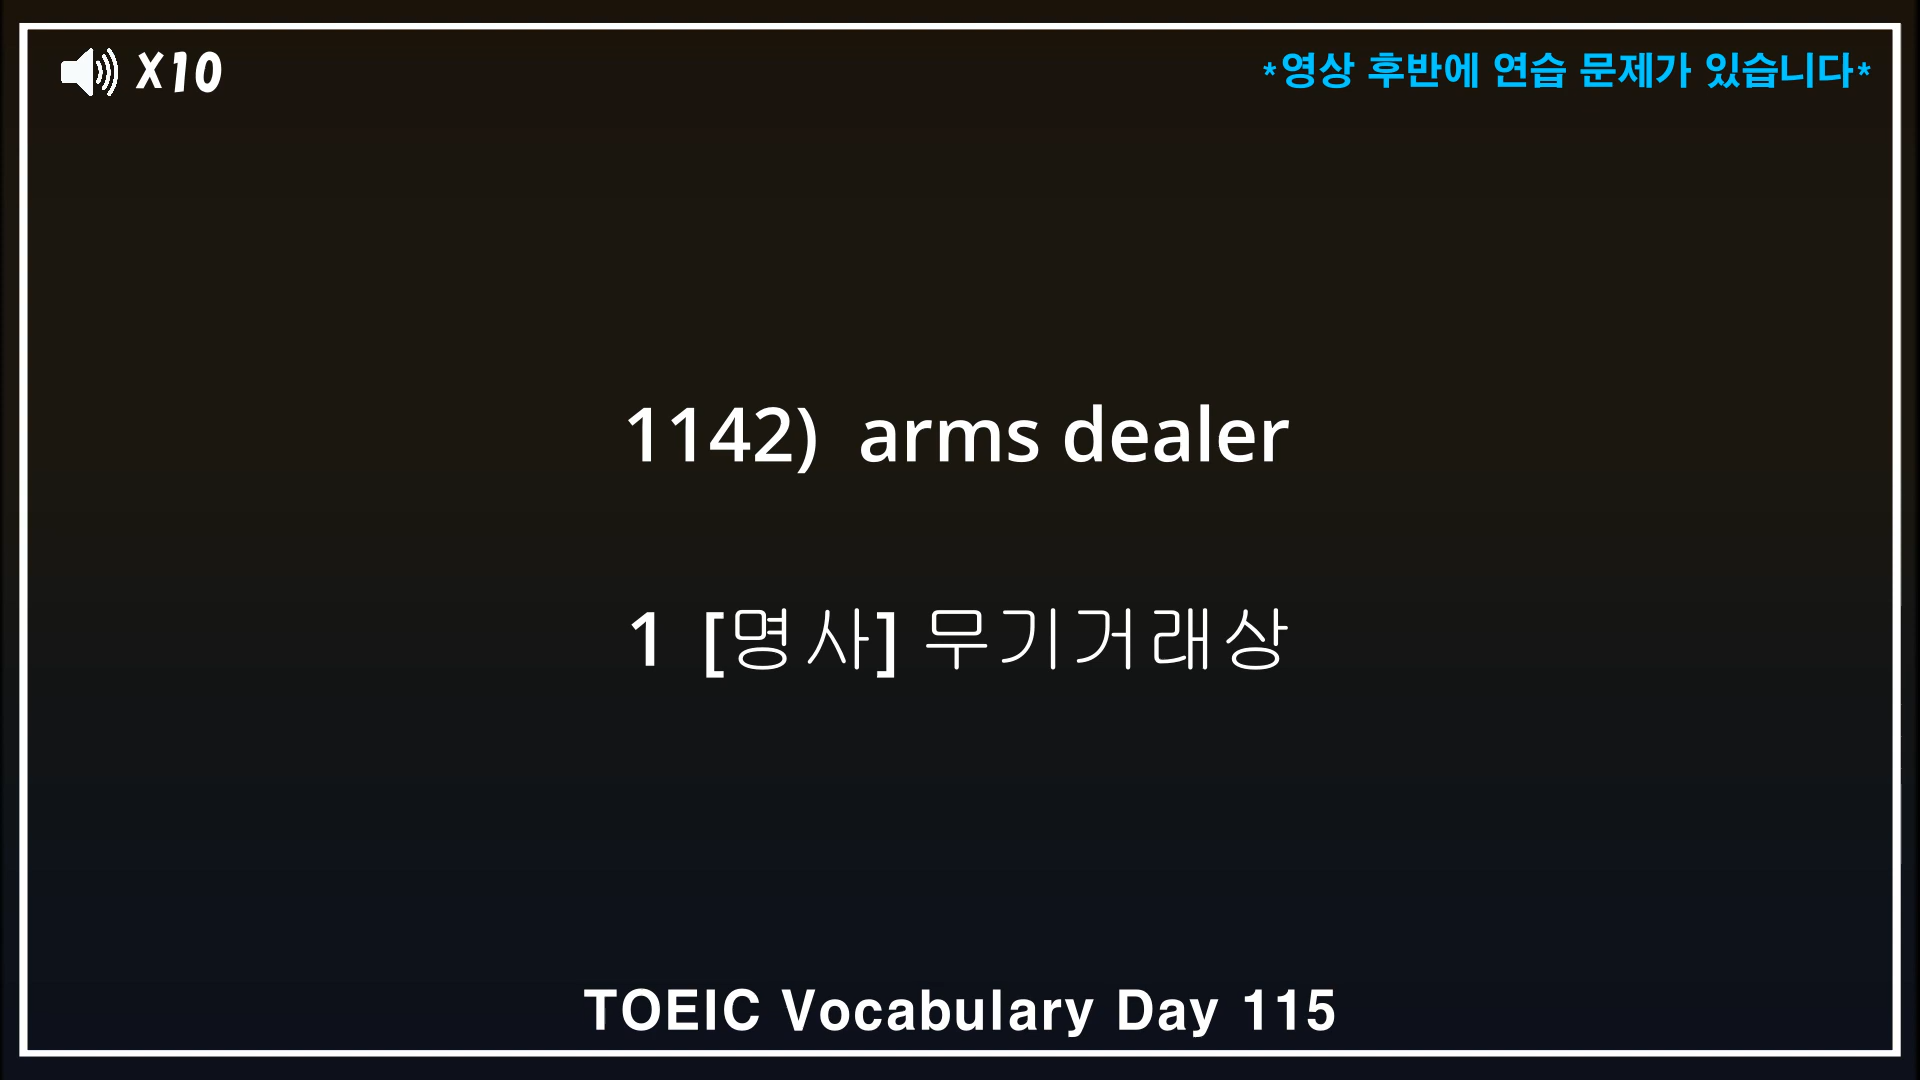 X10
*영상 후반에 연습 문제가 있습니다*
1142) arms dealer
1 [명사] 무기거래상
TOEIC Vocabulary Day 115